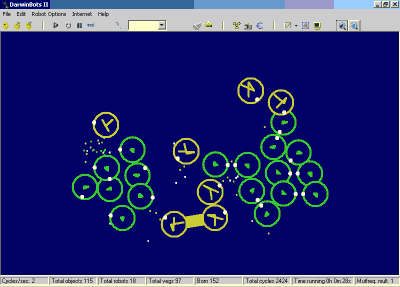 DarwinBots II
File Edit Robot Options Internet Help
Cycles/sec. 2 Total objects 115 Total robots 18 Total vegs 97 Born 152 Total cycles 2424 Time running 0h 0m 28s Mutfreq. mult: 1